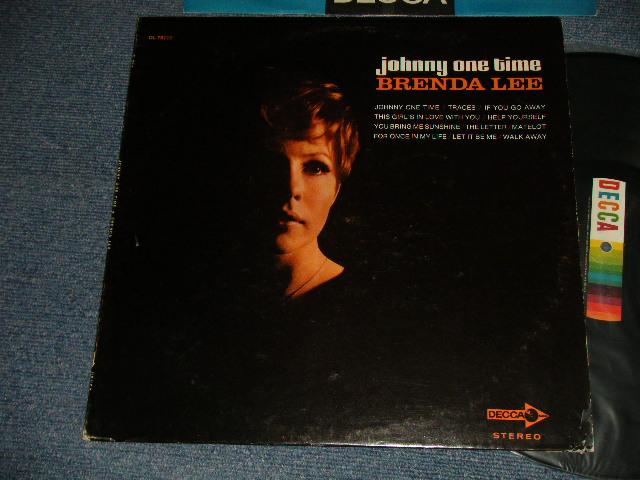 DECCA
johnny one time
BRENDA LEE
JOHNNY ONE TIME / TRACES / IF YOU GO AWAY
THIS GIRL'S IN LOVE WITH YOU / HELP YOURSELF
YOU BRING ME SUNSHINE / THE LETTER / MATELOT
FOR ONCE IN MY LIFE / LET IT BE ME / WALK AWAY
DECCA
DECCA
STEREO